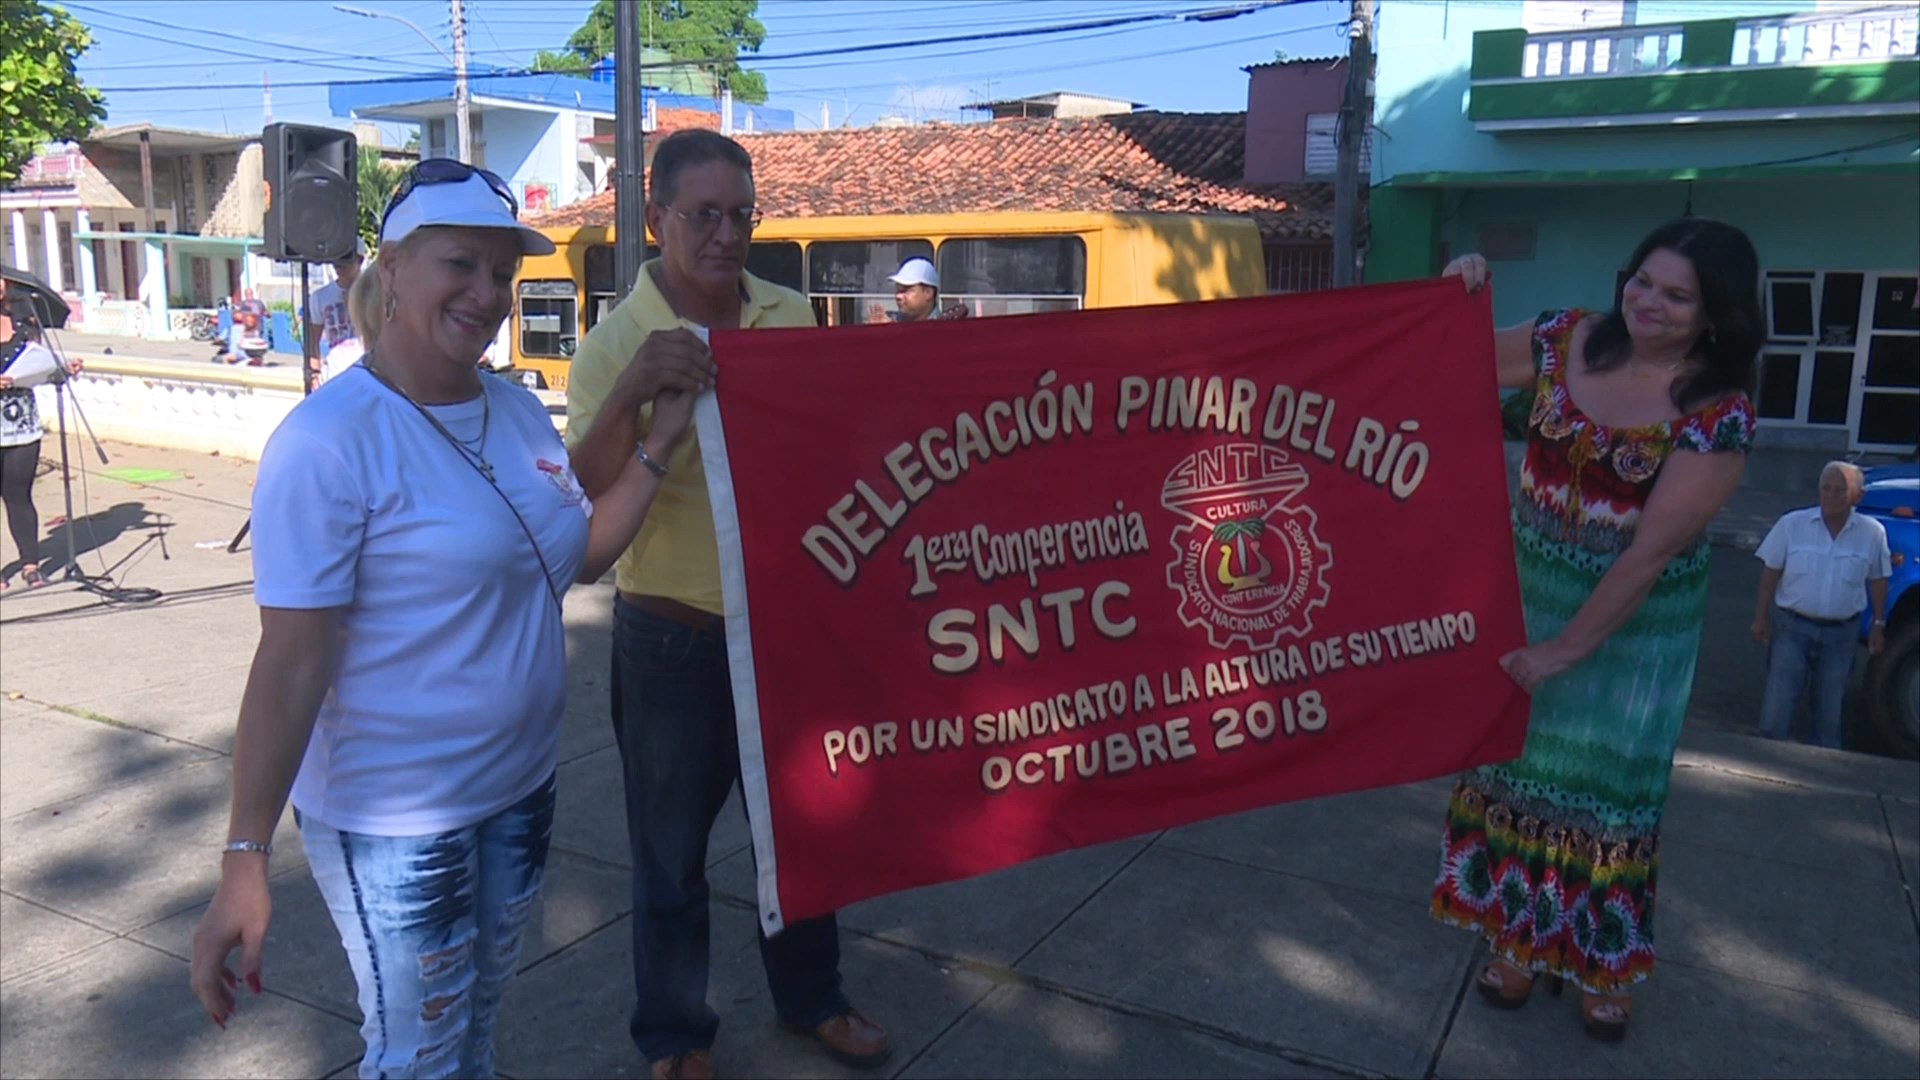 DELEGACIÓN PINAR DEL RÍO
1era Conferencia
SNTC
SNTC
CULTURA
CONFERENCIA
SINDICATO NACIONAL DE TRABAJADORES
POR UN SINDICATO A LA ALTURA DE SU TIEMPO
OCTUBRE 2018